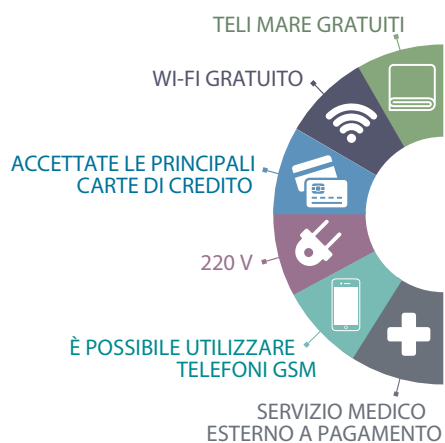 TELI MARE GRATUITI
WI-FI GRATUITO
ACCETTATE LE PRINCIPALI
CARTE DI CREDITO
220 V
È POSSIBILE UTILIZZARE
TELEFONI GSM
SERVIZIO MEDICO
ESTERNO A PAGAMENTO